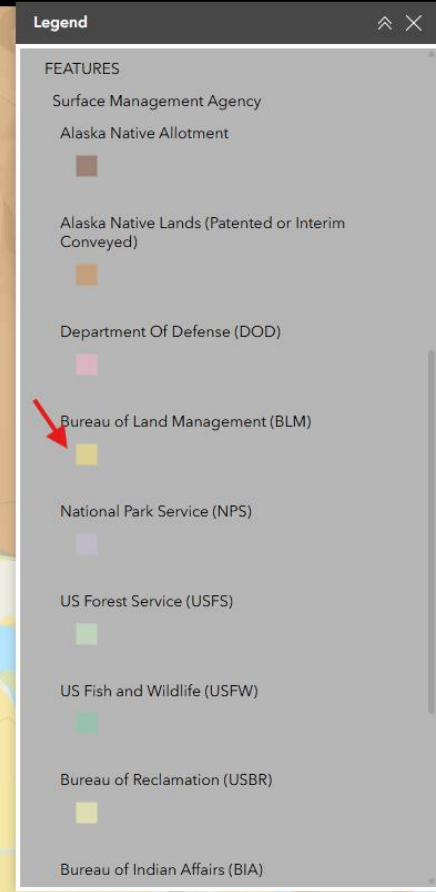 Legend
FEATURES
Surface Management Agency
Alaska Native Allotment
Alaska Native Lands (Patented or Interim
Conveyed)
Department Of Defense (DOD)
Bureau of Land Management (BLM)
National Park Service (NPS)
US Forest Service (USFS)
US Fish and Wildlife (USFW)
Bureau of Reclamation (USBR)
Bureau of Indian Affairs (BIA)